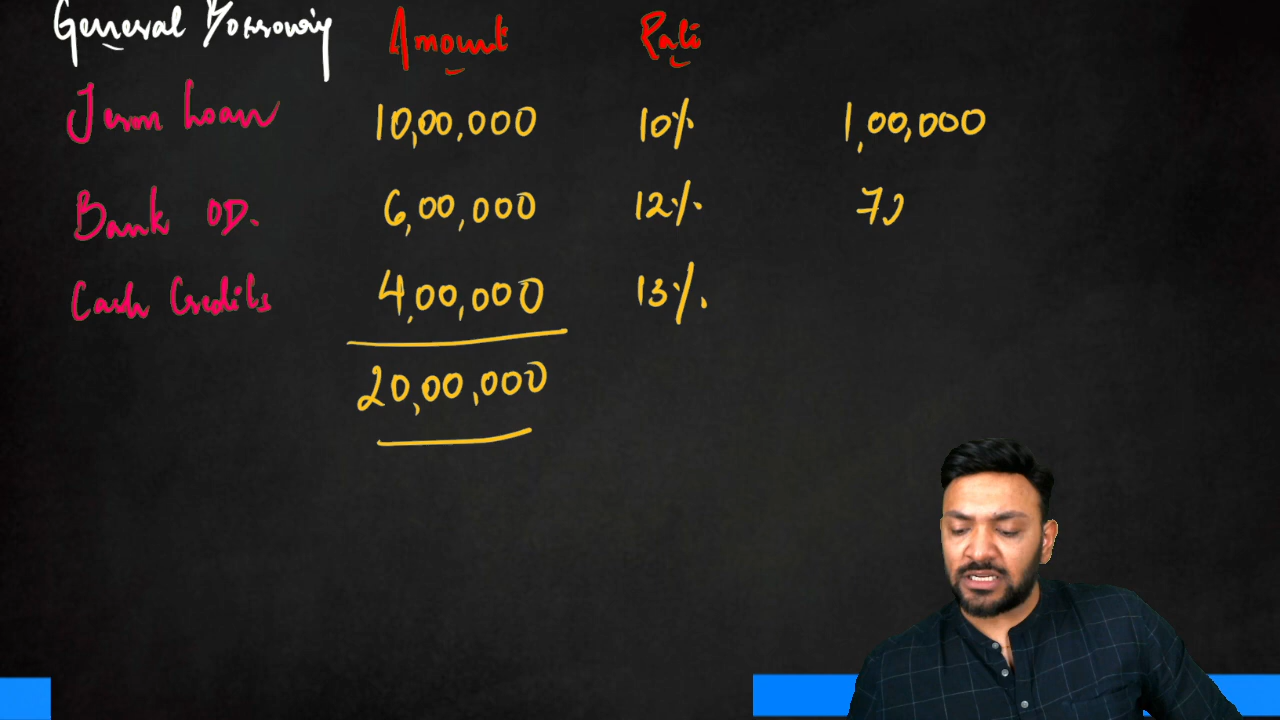 General Borrowing Amount Rate
Term Loan 10,00,000 10% 1,00,000
Bank OD. 6,00,000 12%. 72
Cash Credits 4,00,000 13%.
20,00,000